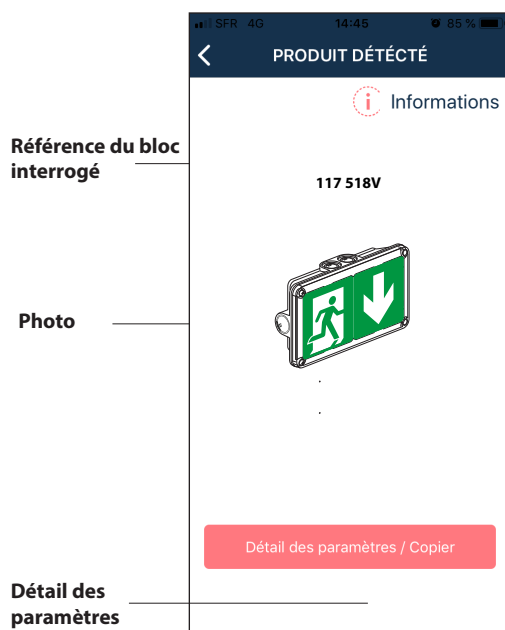 SFR 4G 14:45 85 %
PRODUIT DÉTÉCTÉ
Informations
Référence du bloc
interrogé
117 518V
Photo
Détail des paramètres / Copier
Détail des
paramètres